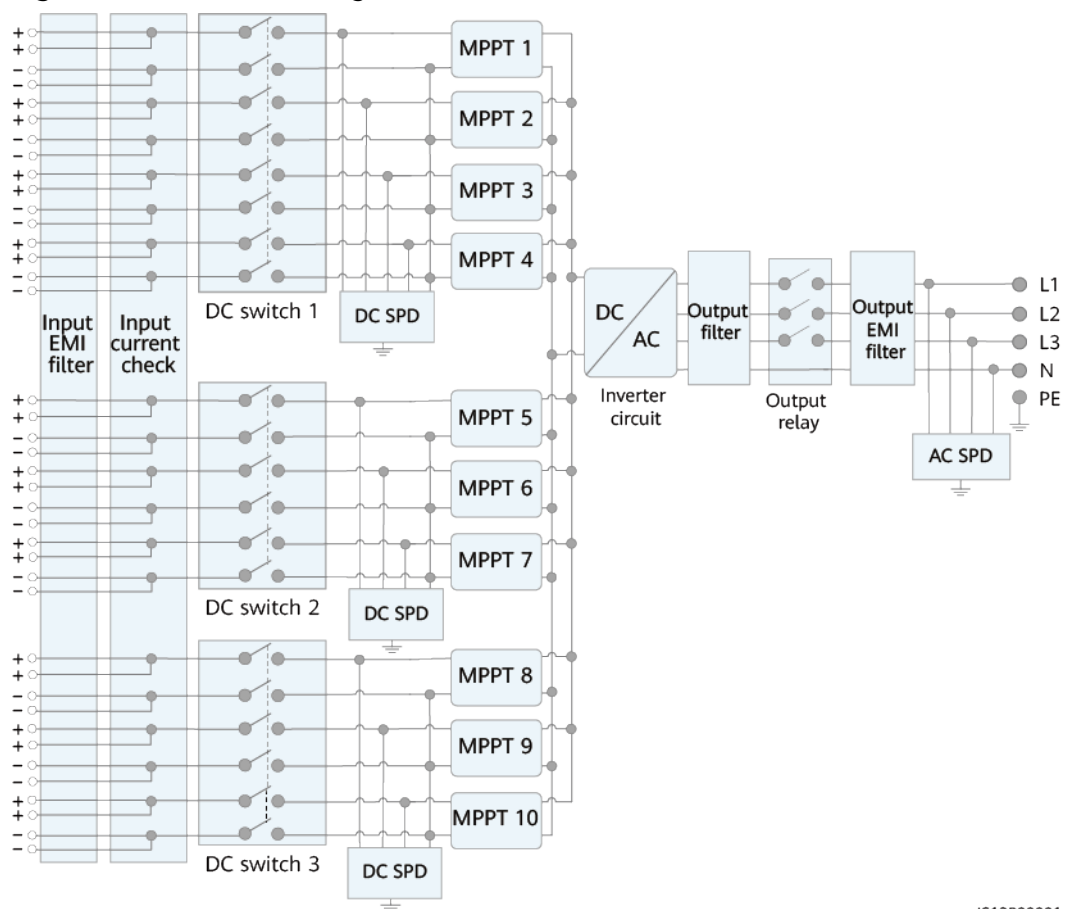 +
+
−
−
+
+
−
−
+
+
−
−
+
+
−
−
MPPT 1
MPPT 2
MPPT 3
MPPT 4
DC switch 1
DC SPD
Input
EMI
filter
Input
current
check
DC
AC
Inverter
circuit
Output
filter
Output
relay
Output
EMI
filter
L1
L2
L3
N
PE
AC SPD
+
+
−
−
+
+
−
−
+
+
−
−
MPPT 5
MPPT 6
MPPT 7
DC switch 2
DC SPD
+
+
−
−
+
+
−
−
+
+
−
−
MPPT 8
MPPT 9
MPPT 10
DC switch 3
DC SPD